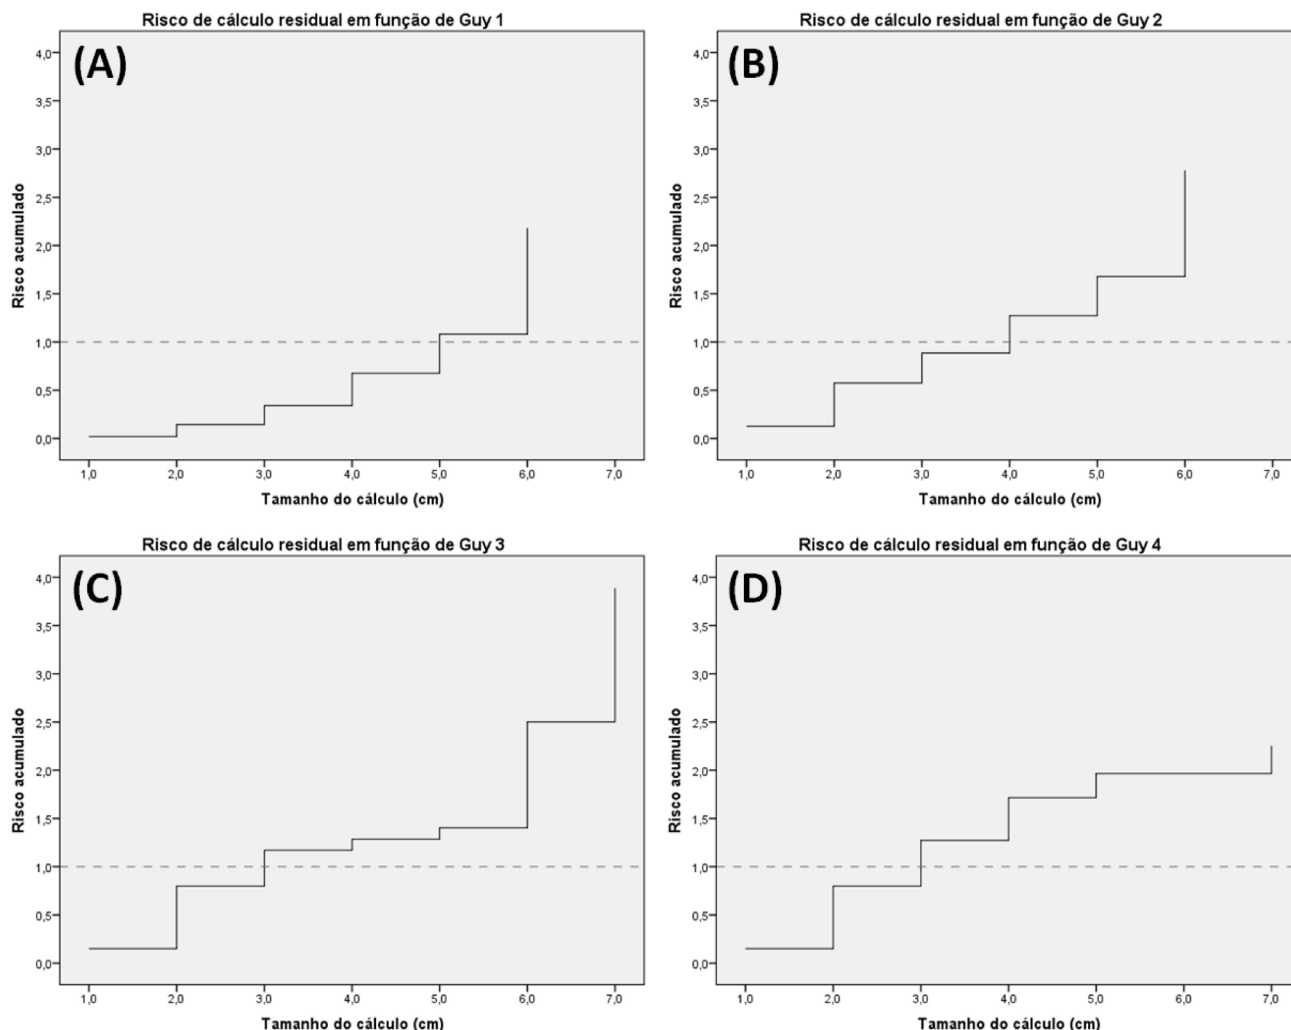 Risco de cálculo residual em função de Guy 1
(A)
Risco acumulado
4,0
3,5
3,0
2,5
2,0
1,5
1,0
0,5
0,0
1,0 2,0 3,0 4,0 5,0 6,0 7,0
Tamanho do cálculo (cm)
Risco de cálculo residual em função de Guy 2
(B)
Risco acumulado
4,0
3,5
3,0
2,5
2,0
1,5
1,0
0,5
0,0
1,0 2,0 3,0 4,0 5,0 6,0 7,0
Tamanho do cálculo (cm)
Risco de cálculo residual em função de Guy 3
(C)
Risco acumulado
4,0
3,5
3,0
2,5
2,0
1,5
1,0
0,5
0,0
1,0 2,0 3,0 4,0 5,0 6,0 7,0
Tamanho do cálculo (cm)
Risco de cálculo residual em função de Guy 4
(D)
Risco acumulado
4,0
3,5
3,0
2,5
2,0
1,5
1,0
0,5
0,0
1,0 2,0 3,0 4,0 5,0 6,0 7,0
Tamanho do cálculo (cm)